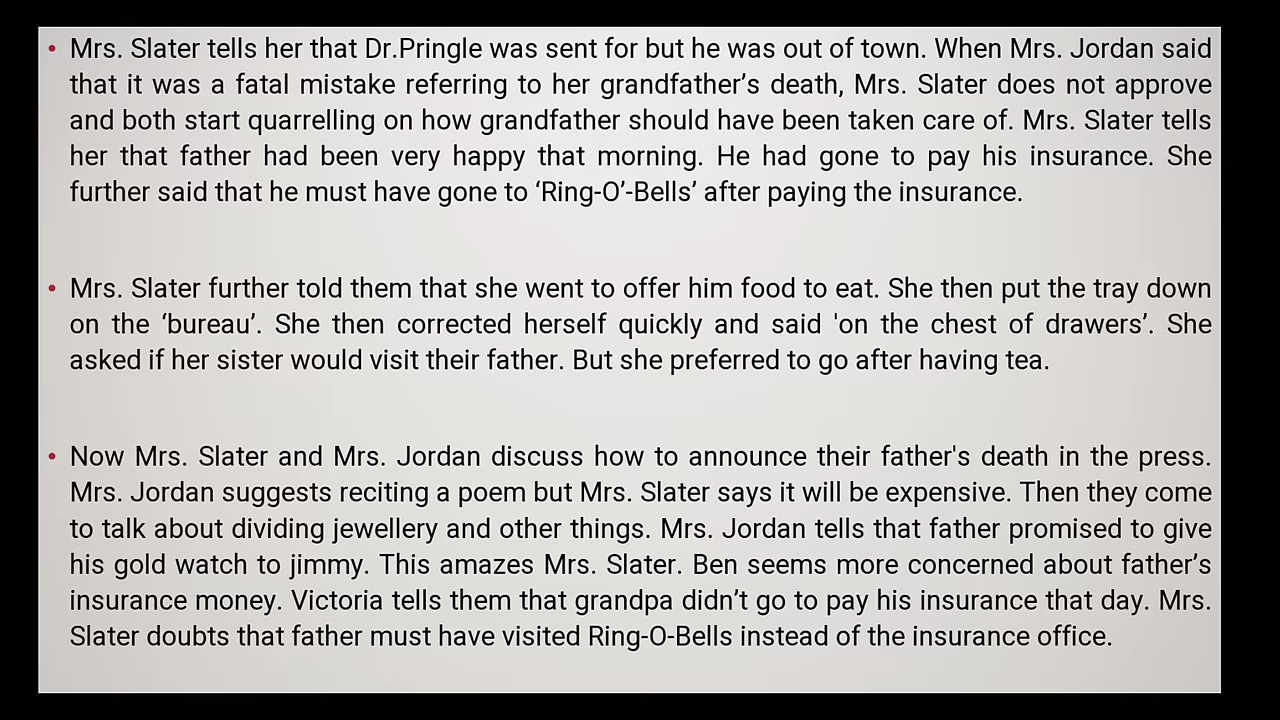 • Mrs. Slater tells her that Dr.Pringle was sent for but he was out of town. When Mrs. Jordan said
that it was a fatal mistake referring to her grandfather’s death, Mrs. Slater does not approve
and both start quarrelling on how grandfather should have been taken care of. Mrs. Slater tells
her that father had been very happy that morning. He had gone to pay his insurance. She
further said that he must have gone to ‘Ring-O’-Bells’ after paying the insurance.
• Mrs. Slater further told them that she went to offer him food to eat. She then put the tray down
on the ‘bureau’. She then corrected herself quickly and said 'on the chest of drawers’. She
asked if her sister would visit their father. But she preferred to go after having tea.
• Now Mrs. Slater and Mrs. Jordan discuss how to announce their father's death in the press.
Mrs. Jordan suggests reciting a poem but Mrs. Slater says it will be expensive. Then they come
to talk about dividing jewellery and other things. Mrs. Jordan tells that father promised to give
his gold watch to jimmy. This amazes Mrs. Slater. Ben seems more concerned about father’s
insurance money. Victoria tells them that grandpa didn’t go to pay his insurance that day. Mrs.
Slater doubts that father must have visited Ring-O-Bells instead of the insurance office.